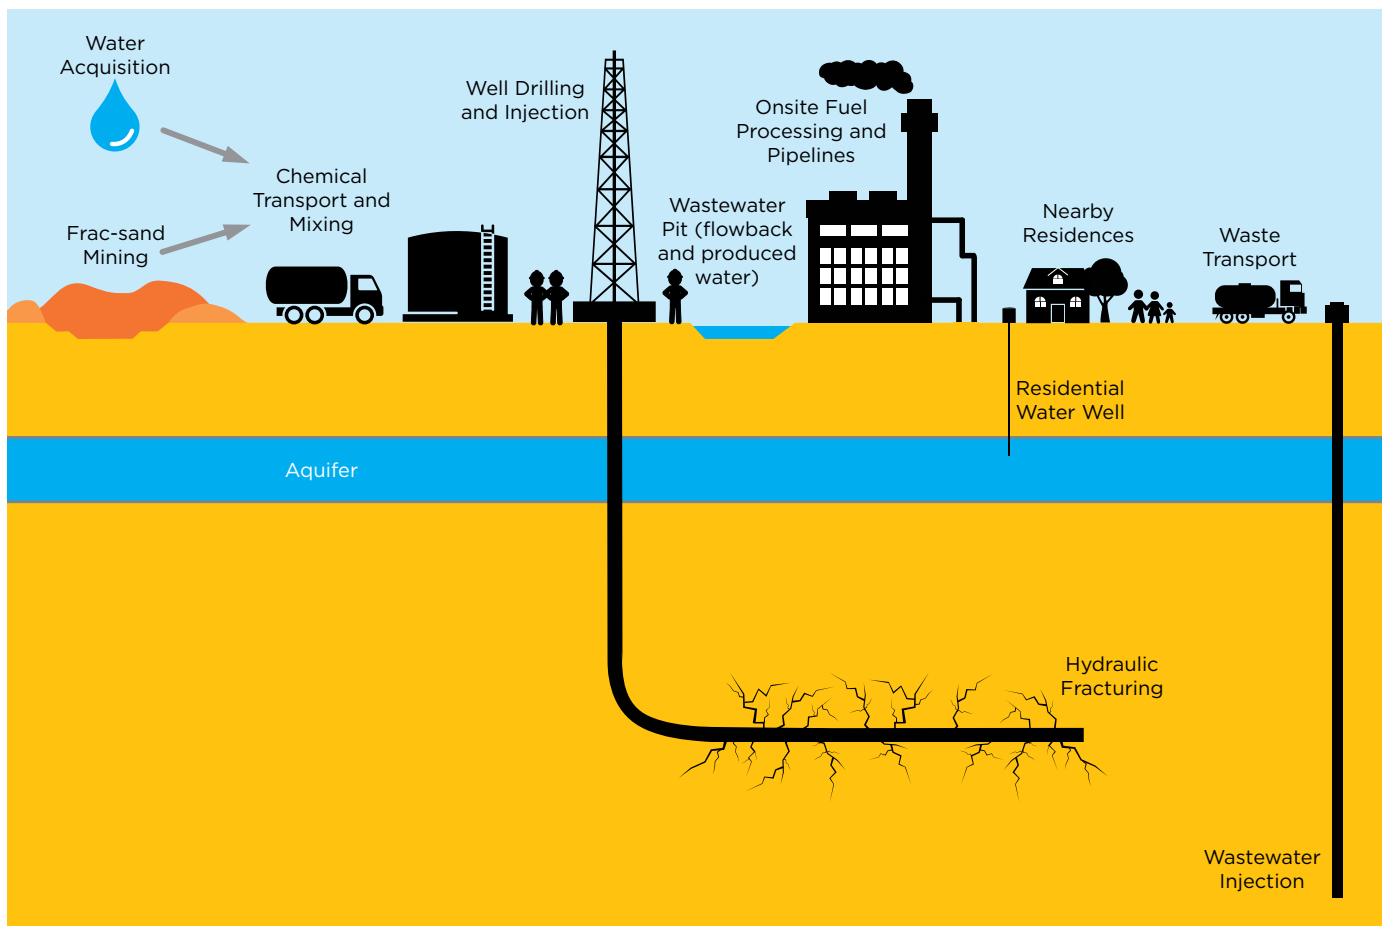 Water
Acquisition
Frac-sand
Mining
Chemical
Transport and
Mixing
Well Drilling
and Injection
Wastewater
Pit (flowback
and produced
water)
Onsite Fuel
Processing and
Pipelines
Nearby
Residences
Waste
Transport
Residential
Water Well
Aquifer
Hydraulic
Fracturing
Wastewater
Injection